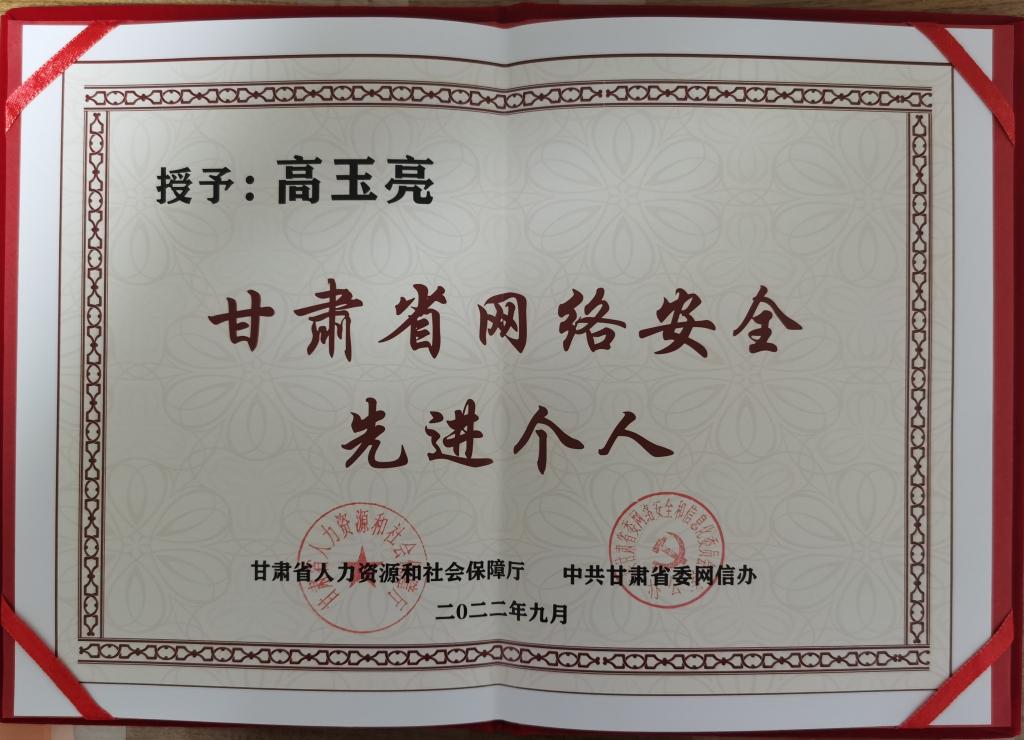 授予：高玉亮
甘肃省网络安全
先进个人
甘肃省人力资源和社会保障厅 中共甘肃省委网信办
二〇二二年九月